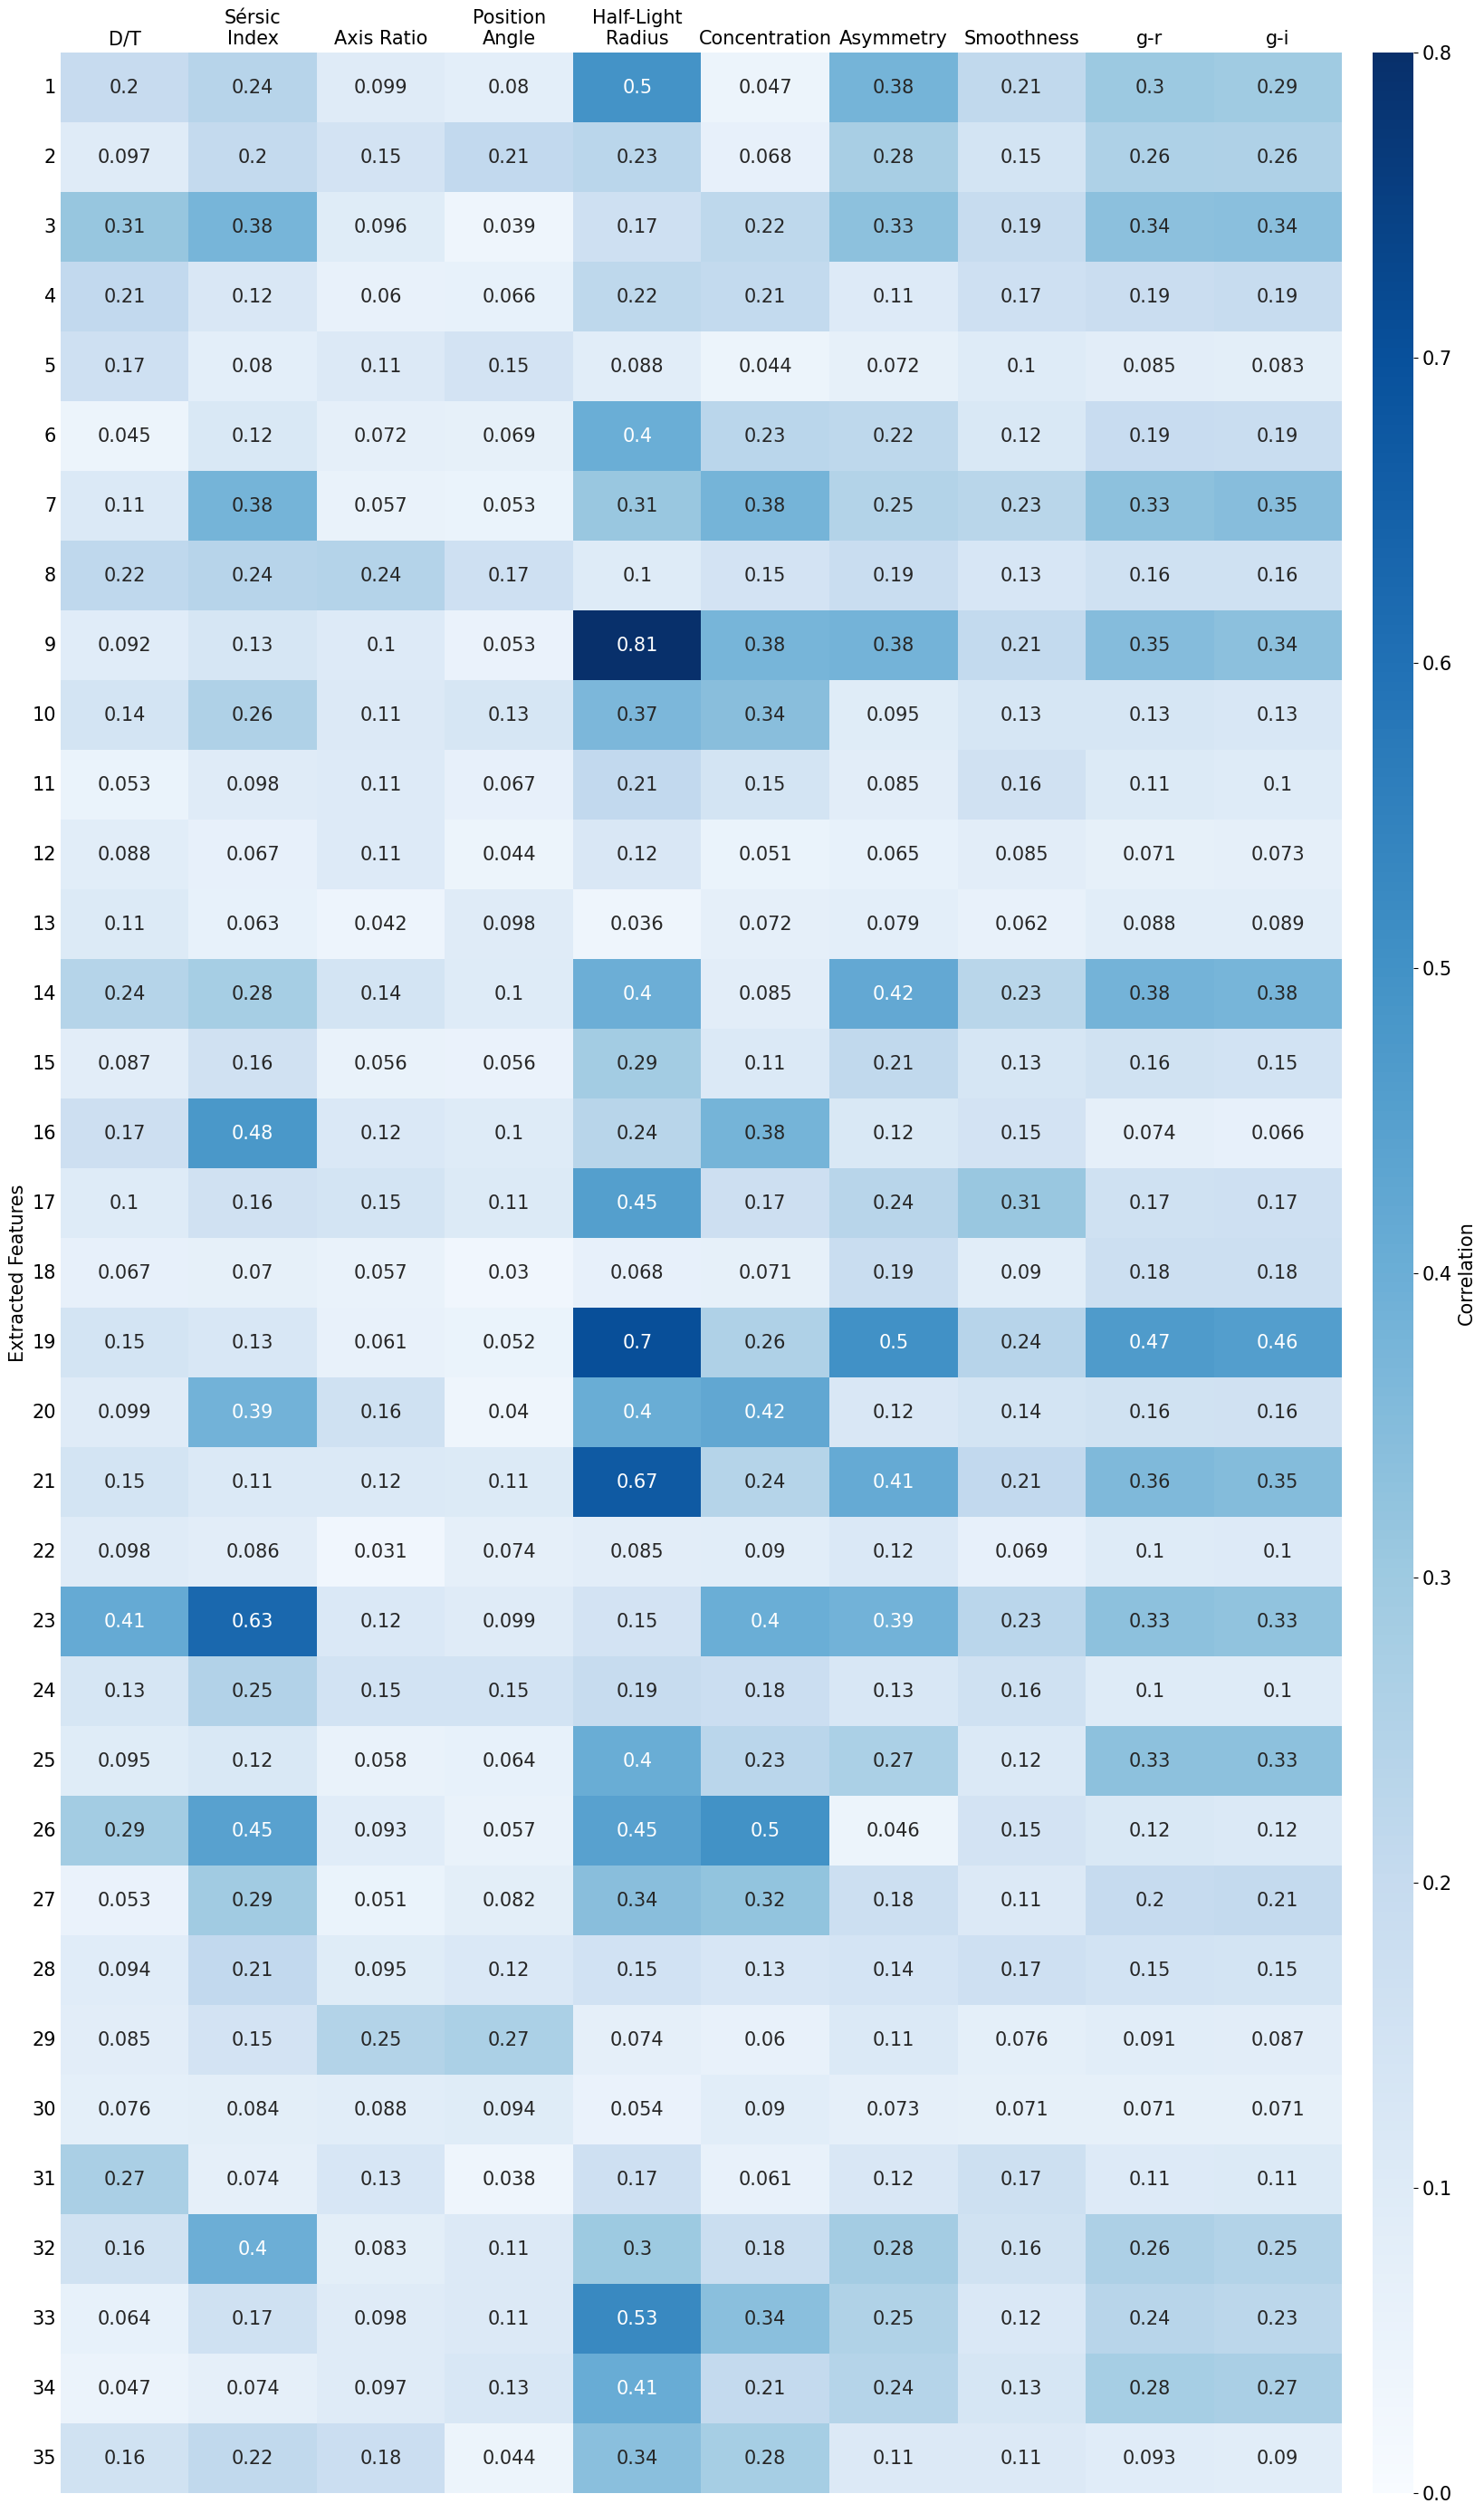 D/T Sérsic Index Axis Ratio Position Angle Half-Light Radius Concentration Asymmetry Smoothness g-r g-i
1 0.2 0.24 0.099 0.08 0.5 0.047 0.38 0.21 0.3 0.29
2 0.097 0.2 0.15 0.21 0.23 0.068 0.28 0.15 0.26 0.26
3 0.31 0.38 0.096 0.039 0.17 0.22 0.33 0.19 0.34 0.34
4 0.21 0.12 0.06 0.066 0.22 0.21 0.11 0.17 0.19 0.19
5 0.17 0.08 0.11 0.15 0.088 0.044 0.072 0.1 0.085 0.083
6 0.045 0.12 0.072 0.069 0.4 0.23 0.22 0.12 0.19 0.19
7 0.11 0.38 0.057 0.053 0.31 0.38 0.25 0.23 0.33 0.35
8 0.22 0.24 0.24 0.17 0.1 0.15 0.19 0.13 0.16 0.16
9 0.092 0.13 0.1 0.053 0.81 0.38 0.38 0.21 0.35 0.34
10 0.14 0.26 0.11 0.13 0.37 0.34 0.095 0.13 0.13 0.13
11 0.053 0.098 0.11 0.067 0.21 0.15 0.085 0.16 0.11 0.1
12 0.088 0.067 0.11 0.044 0.12 0.051 0.065 0.085 0.071 0.073
13 0.11 0.063 0.042 0.098 0.036 0.072 0.079 0.062 0.088 0.089
14 0.24 0.28 0.14 0.1 0.4 0.085 0.42 0.23 0.38 0.38
15 0.087 0.16 0.056 0.056 0.29 0.11 0.21 0.13 0.16 0.15
16 0.17 0.48 0.12 0.1 0.24 0.38 0.12 0.15 0.074 0.066
17 0.1 0.16 0.15 0.11 0.45 0.17 0.24 0.31 0.17 0.17
18 0.067 0.07 0.057 0.03 0.068 0.071 0.19 0.09 0.18 0.18
19 0.15 0.13 0.061 0.052 0.7 0.26 0.5 0.24 0.47 0.46
20 0.099 0.39 0.16 0.04 0.4 0.42 0.12 0.14 0.16 0.16
21 0.15 0.11 0.12 0.11 0.67 0.24 0.41 0.21 0.36 0.35
22 0.098 0.086 0.031 0.074 0.085 0.09 0.12 0.069 0.1 0.1
23 0.41 0.63 0.12 0.099 0.15 0.4 0.39 0.23 0.33 0.33
24 0.13 0.25 0.15 0.15 0.19 0.18 0.13 0.16 0.1 0.1
25 0.095 0.12 0.058 0.064 0.4 0.23 0.27 0.12 0.33 0.33
26 0.29 0.45 0.093 0.057 0.45 0.5 0.046 0.15 0.12 0.12
27 0.053 0.29 0.051 0.082 0.34 0.32 0.18 0.11 0.2 0.21
28 0.094 0.21 0.095 0.12 0.15 0.13 0.14 0.17 0.15 0.15
29 0.085 0.15 0.25 0.27 0.074 0.06 0.11 0.076 0.091 0.087
30 0.076 0.084 0.088 0.094 0.054 0.09 0.073 0.071 0.071 0.071
31 0.27 0.074 0.13 0.038 0.17 0.061 0.12 0.17 0.11 0.11
32 0.16 0.4 0.083 0.11 0.3 0.18 0.28 0.16 0.26 0.25
33 0.064 0.17 0.098 0.11 0.53 0.34 0.25 0.12 0.24 0.23
34 0.047 0.074 0.097 0.13 0.41 0.21 0.24 0.13 0.28 0.27
35 0.16 0.22 0.18 0.044 0.34 0.28 0.11 0.11 0.093 0.09
Extracted Features
0.8
0.7
0.6
0.5
0.4
0.3
0.2
0.1
0.0
Correlation